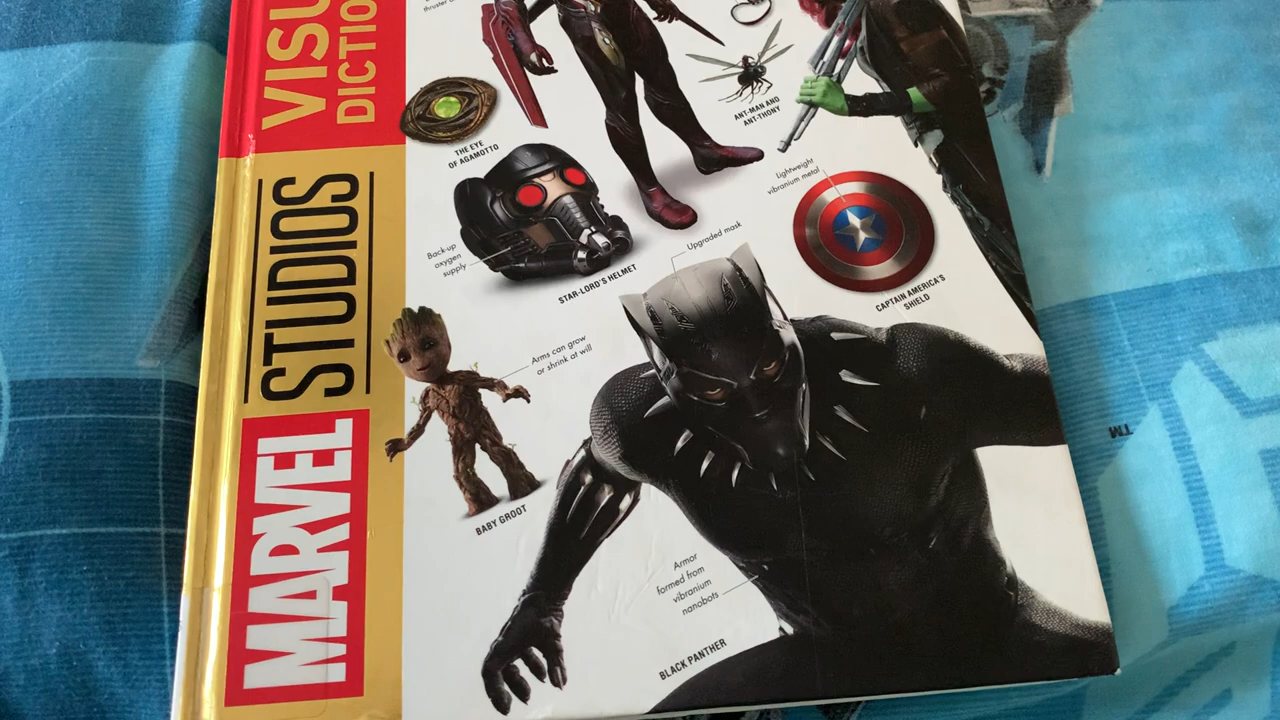 MARVEL
STUDIOS
VISU
DICTIO
thruster
THE EYE
OF AGAMOTTO
ANT-MAN AND
ANT-THONY
Lightweight
vibranium metal
Back-up
oxygen
supply
STAR-LORD'S HELMET
Upgraded mask
CAPTAIN AMERICA'S
SHIELD
Arms can grow
or shrink at will
BABY GROOT
Armor
formed from
vibranium
nanobots
BLACK PANTHER
TM